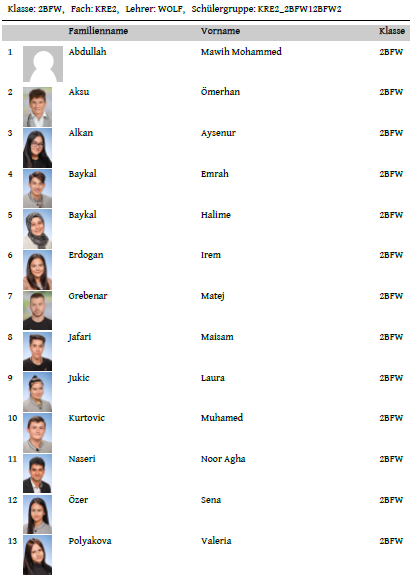 Klasse: 2BFW, Fach: KRE2, Lehrer: WOLF, Schülergruppe: KRE2_2BFW12BFW2
Familienname Vorname Klasse
1 Abdullah Mawih Mohammed 2BFW
2 Aksu Ömerhan 2BFW
3 Alkan Aysenur 2BFW
4 Baykal Emrah 2BFW
5 Baykal Halime 2BFW
6 Erdogan Irem 2BFW
7 Grebenar Matej 2BFW
8 Jafari Maisam 2BFW
9 Jukic Laura 2BFW
10 Kurtovic Muhamed 2BFW
11 Naseri Noor Agha 2BFW
12 Özer Sena 2BFW
13 Polyakova Valeria 2BFW